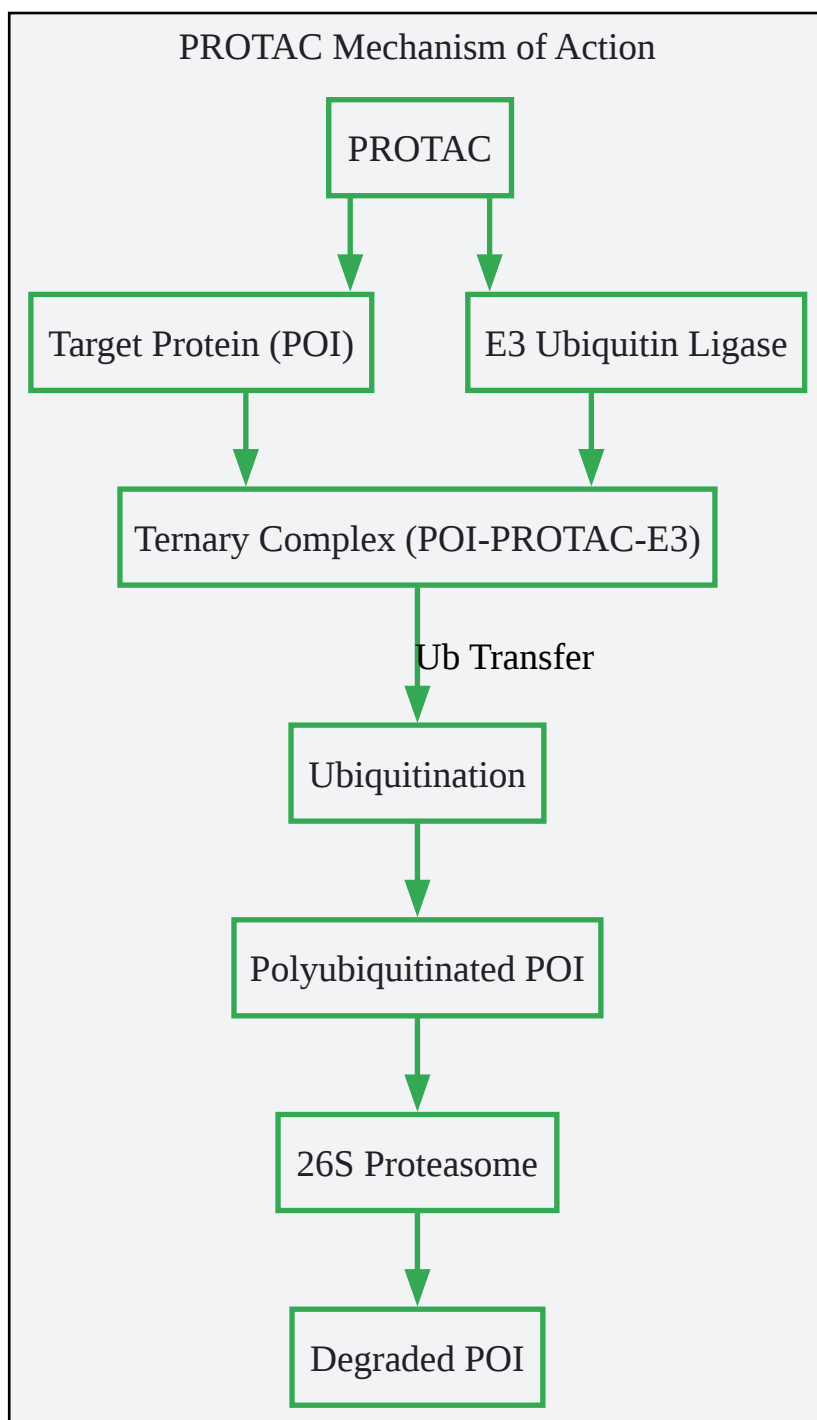 PROTAC Mechanism of Action
PROTAC
Target Protein (POI)
E3 Ubiquitin Ligase
Ternary Complex (POI-PROTAC-E3)
Ub Transfer
Ubiquitination
Polyubiquitinated POI
26S Proteasome
Degraded POI